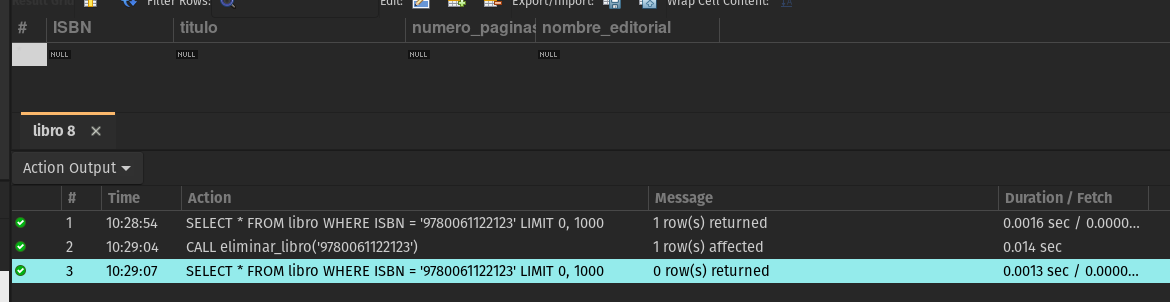 Result Grid Filter Rows: Edit: Export/Import: Wrap Cell Content: IA
# ISBN titulo numero_paginas nombre_editorial
NULL NULL NULL NULL
libro 8 ×
Action Output
# Time Action Message Duration / Fetch
1 10:28:54 SELECT * FROM libro WHERE ISBN = '9780061122123' LIMIT 0, 1000 1 row(s) returned 0.0016 sec / 0.0000...
2 10:29:04 CALL eliminar_libro('9780061122123') 1 row(s) affected 0.014 sec
3 10:29:07 SELECT * FROM libro WHERE ISBN = '9780061122123' LIMIT 0, 1000 0 row(s) returned 0.0013 sec / 0.0000...